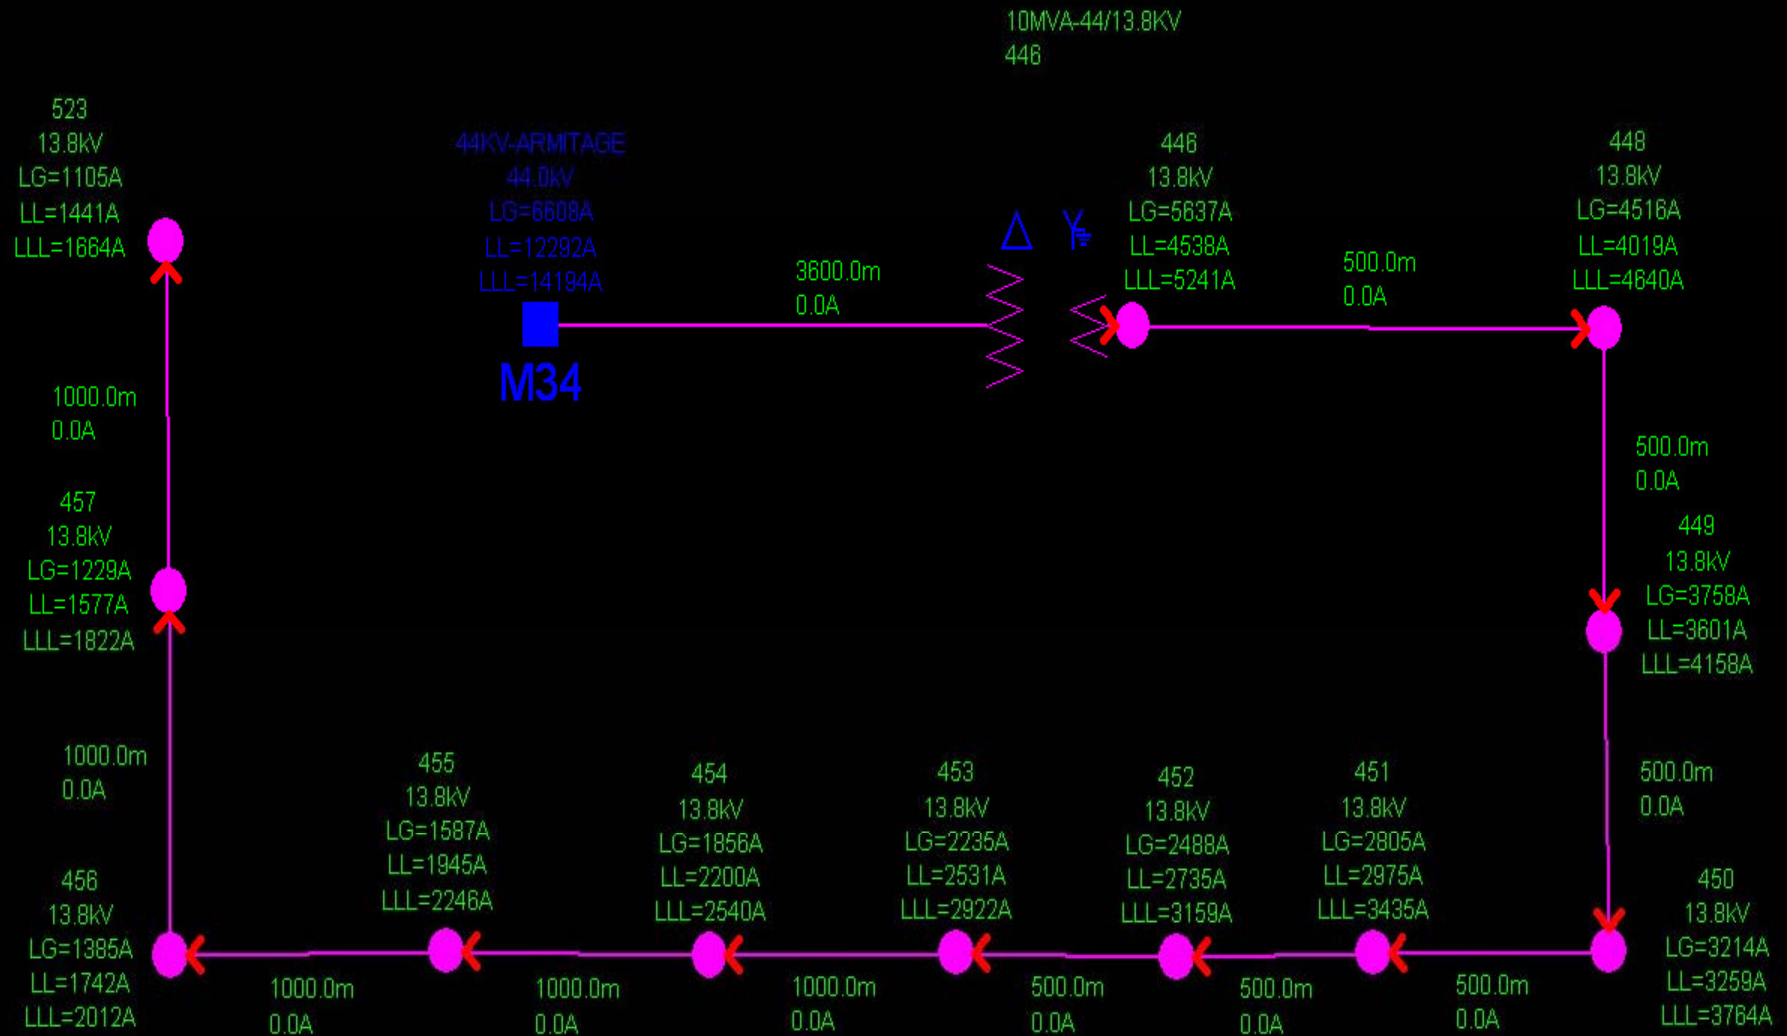 10MVA-44/13.8KV
446
523
13.8kV
LG=1105A
LL=1441A
LLL=1664A
44KV-ARMITAGE
44.0kV
LG=6608A
LL=12292A
LLL=14194A
M34
3600.0m
0.0A
Δ Y
446
13.8kV
LG=5637A
LL=4538A
LLL=5241A
500.0m
0.0A
448
13.8kV
LG=4516A
LL=4019A
LLL=4640A
1000.0m
0.0A
500.0m
0.0A
457
13.8kV
LG=1229A
LL=1577A
LLL=1822A
449
13.8kV
LG=3758A
LL=3601A
LLL=4158A
1000.0m
0.0A
500.0m
0.0A
456
13.8kV
LG=1385A
LL=1742A
LLL=2012A
1000.0m
0.0A
455
13.8kV
LG=1587A
LL=1945A
LLL=2246A
1000.0m
0.0A
454
13.8kV
LG=1856A
LL=2200A
LLL=2540A
1000.0m
0.0A
453
13.8kV
LG=2235A
LL=2531A
LLL=2922A
500.0m
0.0A
452
13.8kV
LG=2488A
LL=2735A
LLL=3159A
500.0m
0.0A
451
13.8kV
LG=2805A
LL=2975A
LLL=3435A
500.0m
0.0A
450
13.8kV
LG=3214A
LL=3259A
LLL=3764A